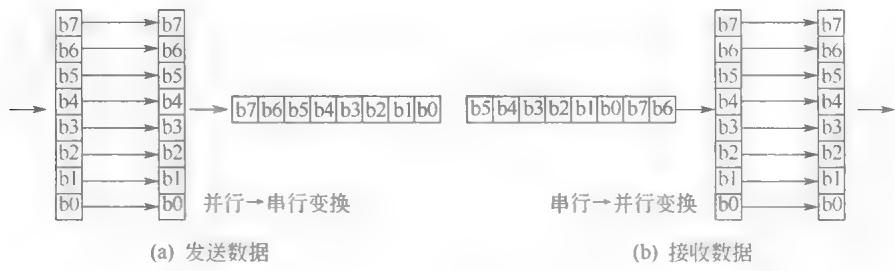 b7 b7 b7 b7
b6 b6 b6 b6
b5 b5 b5 b5
b4 b4 b7 b6 b5 b4 b3 b2 b1 b0 b5 b4 b3 b2 b1 b0 b7 b6 b4 b4
b3 b3 b3 b3
b2 b2 b2 b2
b1 b1 b1 b1
b0 b0 并行→串行变换 串行→并行变换 b0 b0
(a) 发送数据 (b) 接收数据